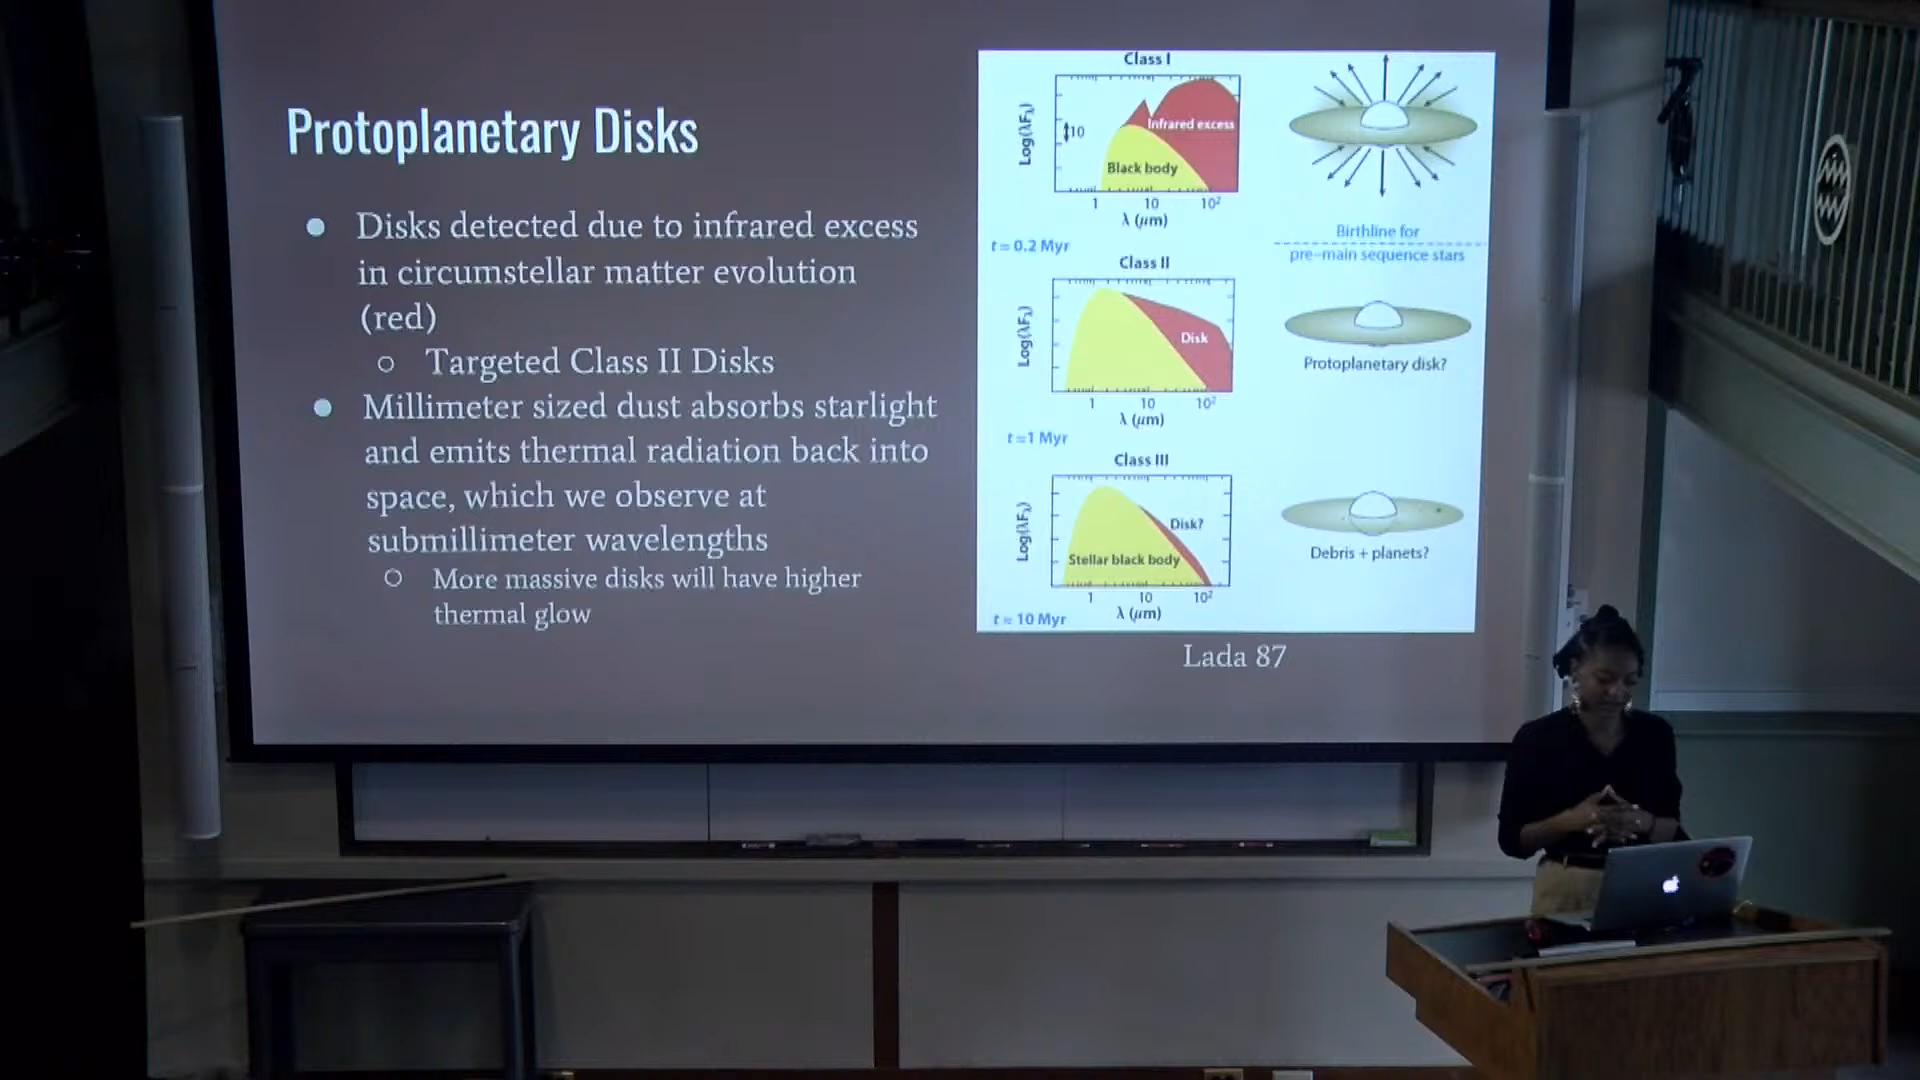 Protoplanetary Disks
Disks detected due to infrared excess
in circumstellar matter evolution
(red)
Targeted Class II Disks
Millimeter sized dust absorbs starlight
and emits thermal radiation back into
space, which we observe at
submillimeter wavelengths
More massive disks will have higher
thermal glow
Class I
Log(λFλ)
10
Infrared excess
Black body
1 10 10²
λ (μm)
t = 0.2 Myr
Birthline for
pre–main sequence stars
Class II
Log(λFλ)
Disk
1 10 10²
λ (μm)
Protoplanetary disk?
t =1 Myr
Class III
Log(λFλ)
Disk?
Stellar black body
1 10 10²
λ (μm)
Debris + planets?
t = 10 Myr
Lada 87